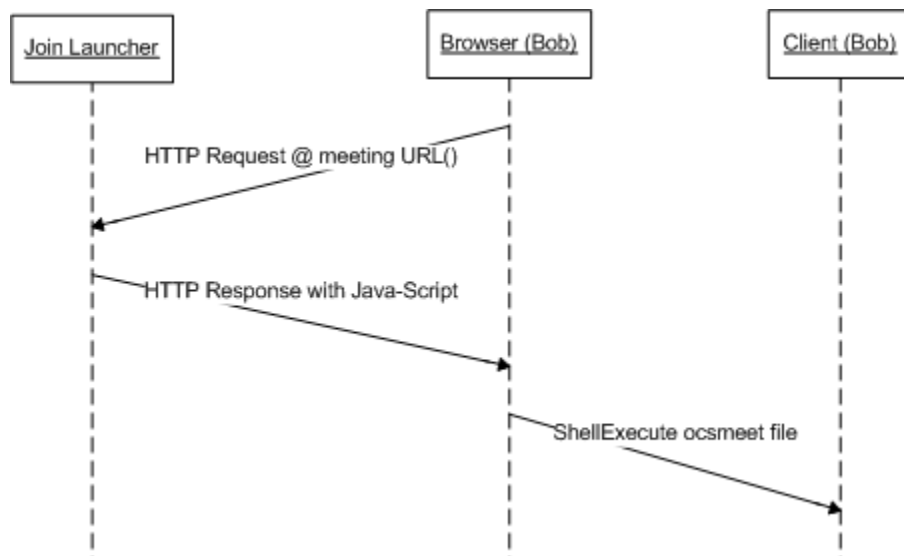 Join Launcher
Browser (Bob)
Client (Bob)
HTTP Request @ meeting URL()
HTTP Response with Java-Script
ShellExecute ocsmeet file